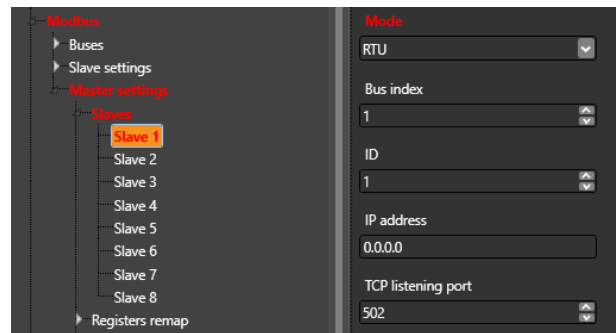 Modbus
Buses
Slave settings
Master settings
Slaves
Slave 1
Slave 2
Slave 3
Slave 4
Slave 5
Slave 6
Slave 7
Slave 8
Registers remap
Mode
RTU
Bus index
1
ID
1
IP address
0.0.0.0
TCP listening port
502